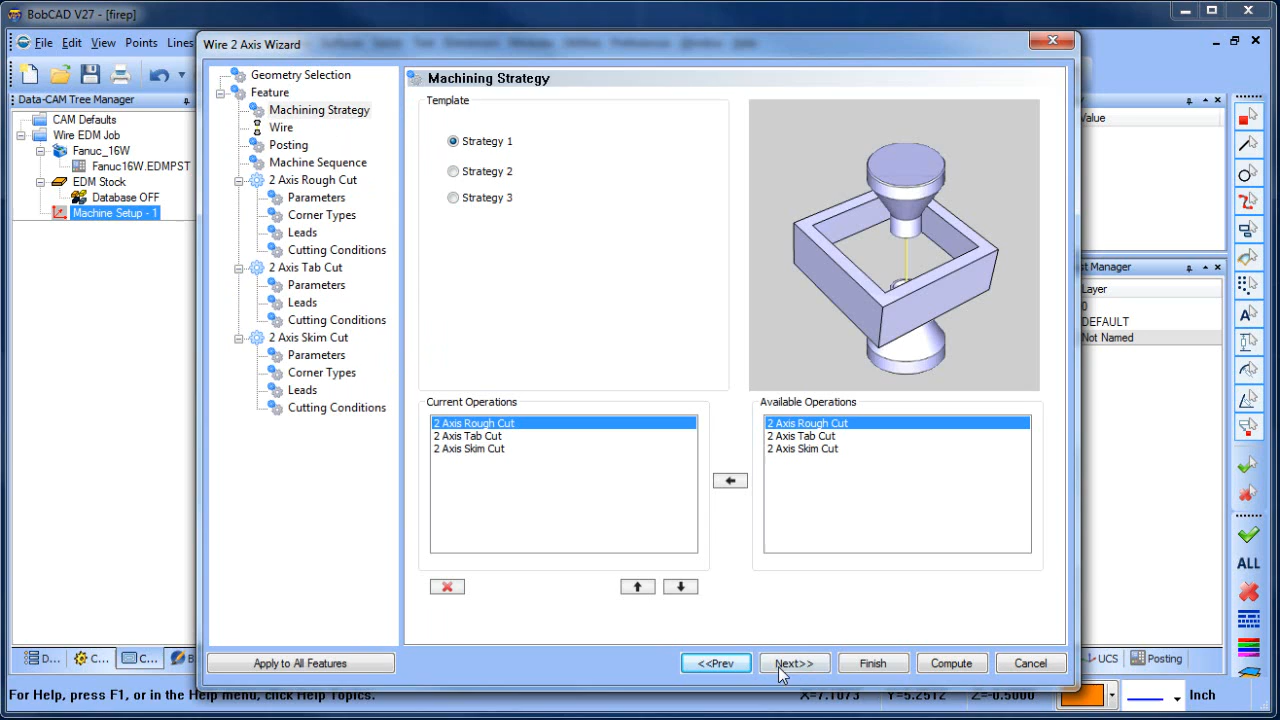 BobCAD V27 - [firep]
File Edit View Points Lines
Data-CAM Tree Manager
CAM Defaults
Wire EDM Job
Fanuc_16W
Fanuc16W.EDMPST
EDM Stock
Database OFF
Machine Setup - 1
D...
C...
C...
B
Wire 2 Axis Wizard
Geometry Selection
Feature
Machining Strategy
Wire
Posting
Machine Sequence
2 Axis Rough Cut
Parameters
Corner Types
Leads
Cutting Conditions
2 Axis Tab Cut
Parameters
Leads
Cutting Conditions
2 Axis Skim Cut
Parameters
Corner Types
Leads
Cutting Conditions
Machining Strategy
Template
Strategy 1
Strategy 2
Strategy 3
Current Operations
2 Axis Rough Cut
2 Axis Tab Cut
2 Axis Skim Cut
Available Operations
2 Axis Rough Cut
2 Axis Tab Cut
2 Axis Skim Cut
Apply to All Features
<<Prev
Next>>
Finish
Compute
Cancel
Value
st Manager
Layer
0
DEFAULT
Not Named
UCS
Posting
A
ALL
For Help, press F1, or in the Help menu, click Help Topics.
X=7.1073
Y=5.2512
Z=-0.5000
Inch